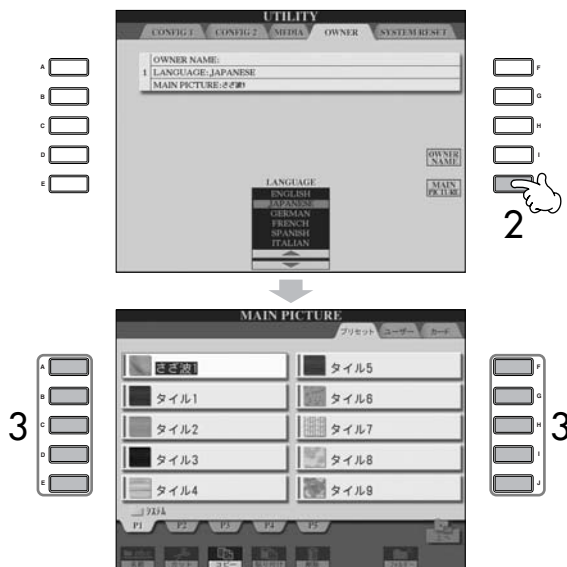 UTILITY
CONFIG 1 CONFIG 2 MEDIA OWNER SYSTEM RESET
OWNER NAME:
1 LANGUAGE: JAPANESE
MAIN PICTURE:さざ波1
A
B
C
D
E
F
G
H
I
OWNER NAME
MAIN PICTURE
LANGUAGE
ENGLISH
JAPANESE
GERMAN
FRENCH
SPANISH
ITALIAN
2
MAIN PICTURE
プリセット ユーザー カード
さざ波1 タイル5
タイル1 タイル6
タイル2 タイル7
タイル3 タイル8
タイル4 タイル9
システム
P1 P2 P3 P4 P5
コピー
A
B
C
D
E
3
F
G
H
I
J
3